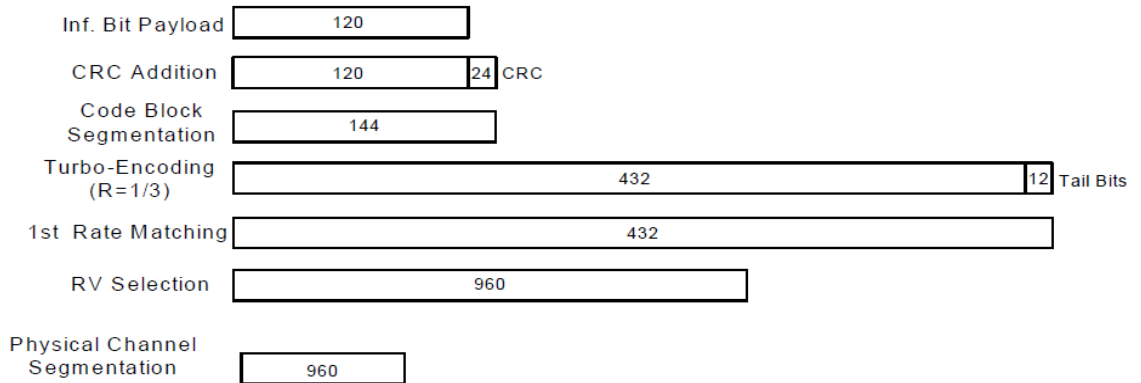 Inf. Bit Payload 120
CRC Addition 120 24 CRC
Code Block
Segmentation 144
Turbo-Encoding
(R=1/3) 432 12 Tail Bits
1st Rate Matching 432
RV Selection 960
Physical Channel
Segmentation 960